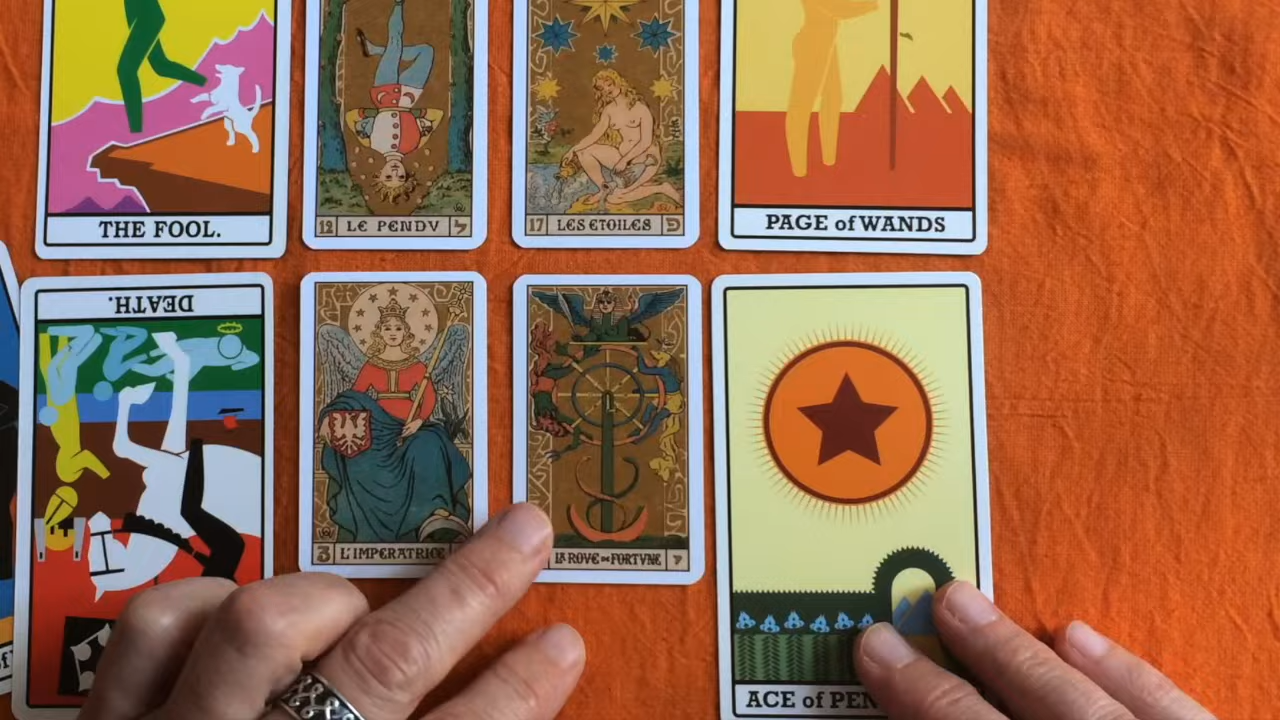 THE FOOL.
12 LE PENDV ל
17 LES ETOILES
PAGE of WANDS
DEATH.
3 L'IMPERATRICE
LA ROVE DE FORTVNE
ACE of PEN